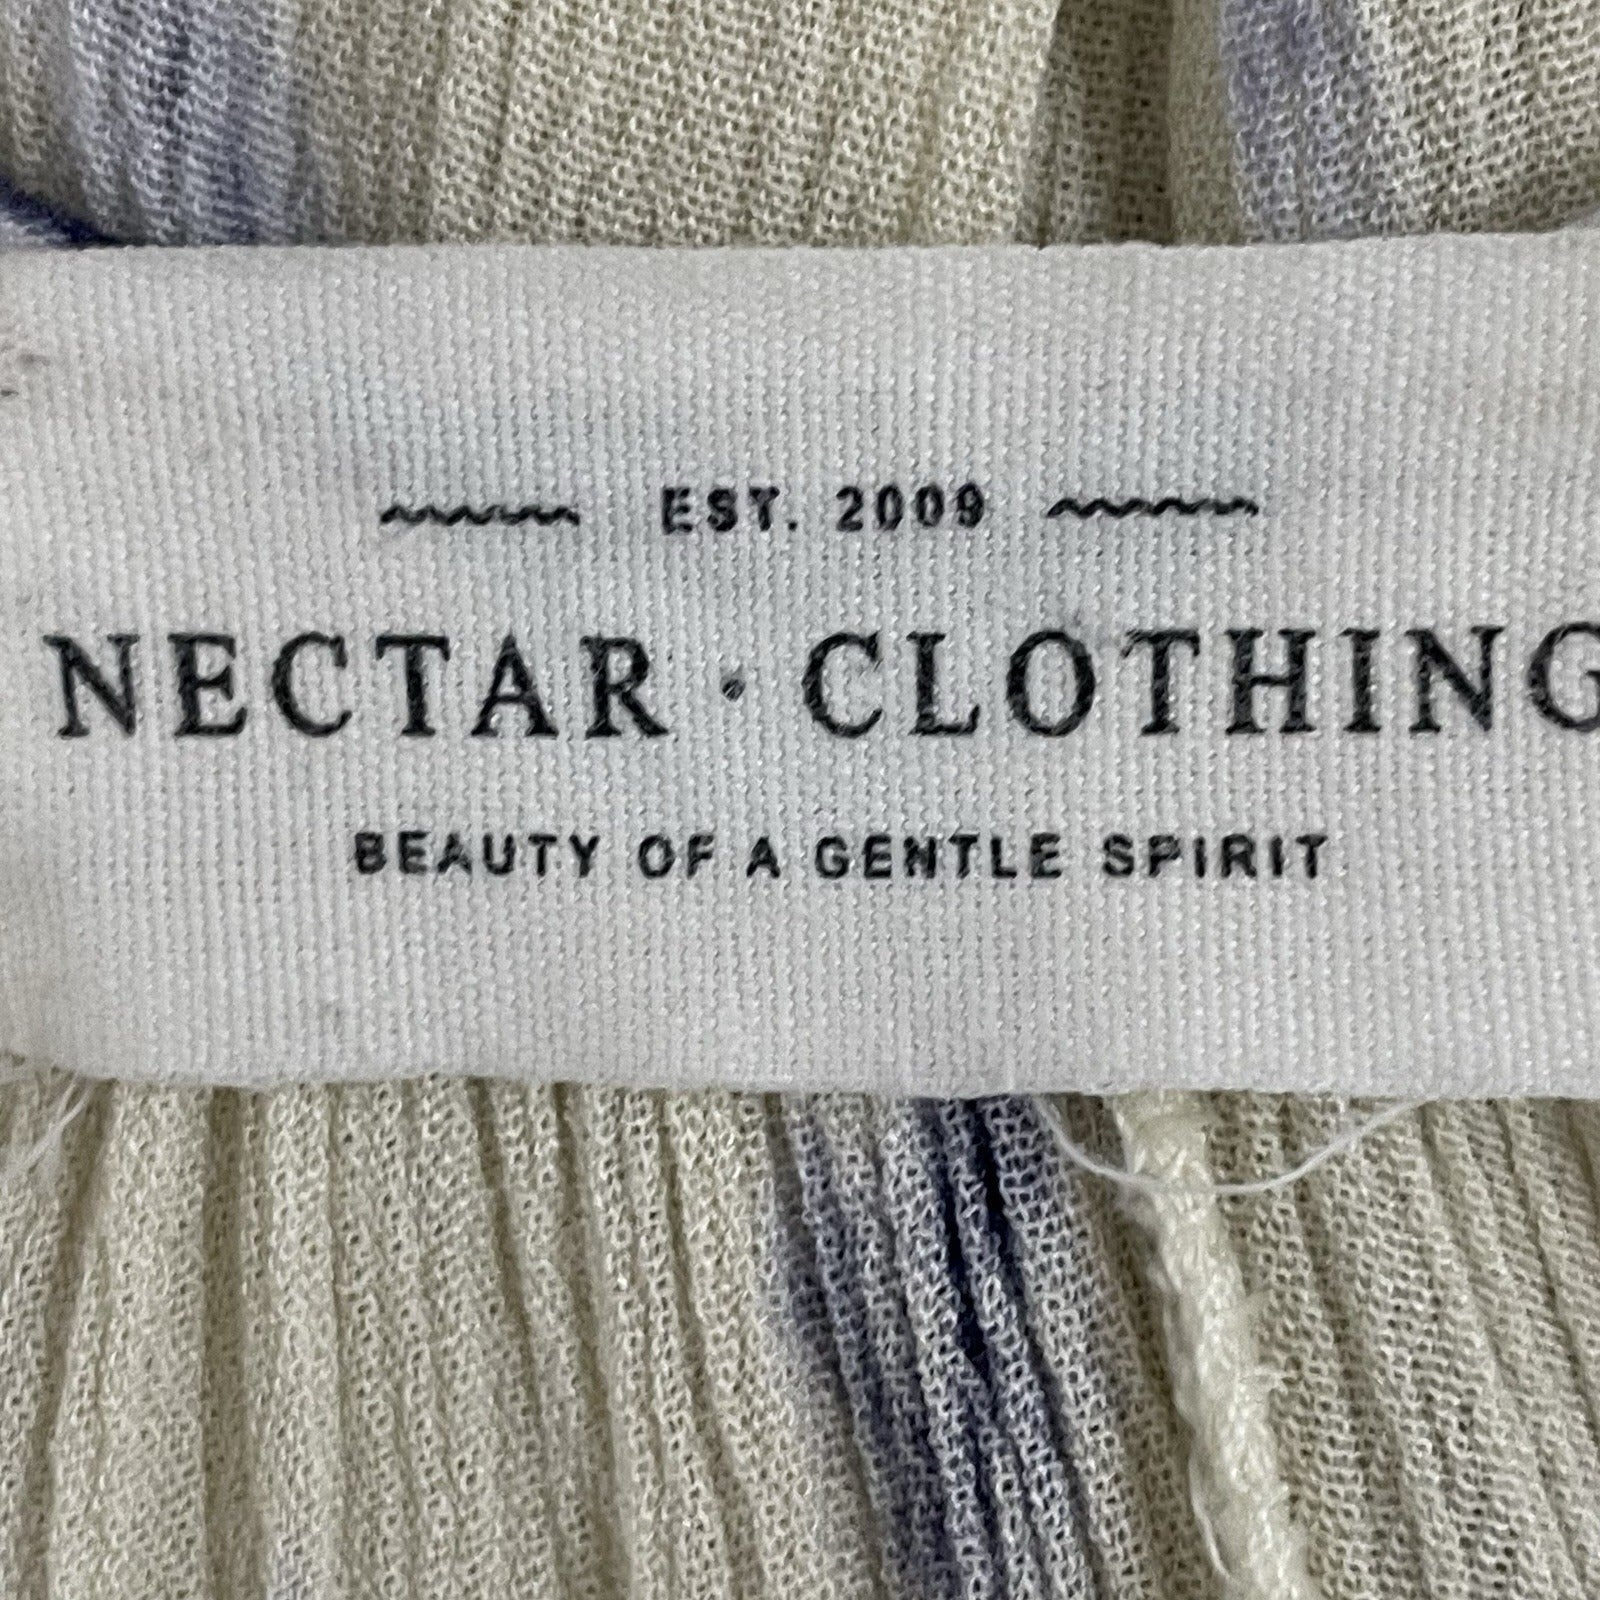 EST. 2009
NECTAR · CLOTHING
BEAUTY OF A GENTLE SPIRIT